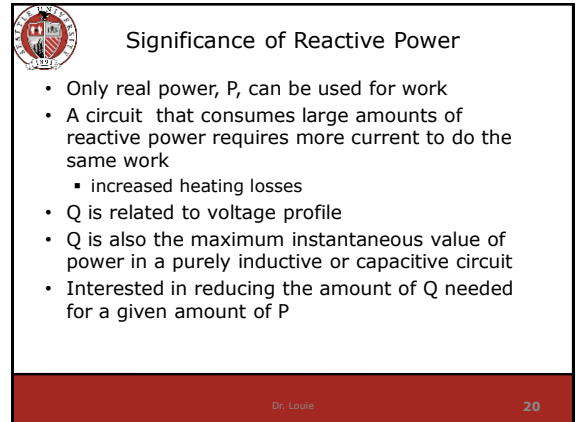 SEATTLE UNIVERSITY
1891
Significance of Reactive Power
• Only real power, P, can be used for work
• A circuit that consumes large amounts of
reactive power requires more current to do the
same work
▪ increased heating losses
• Q is related to voltage profile
• Q is also the maximum instantaneous value of
power in a purely inductive or capacitive circuit
• Interested in reducing the amount of Q needed
for a given amount of P
Dr. Louie
20